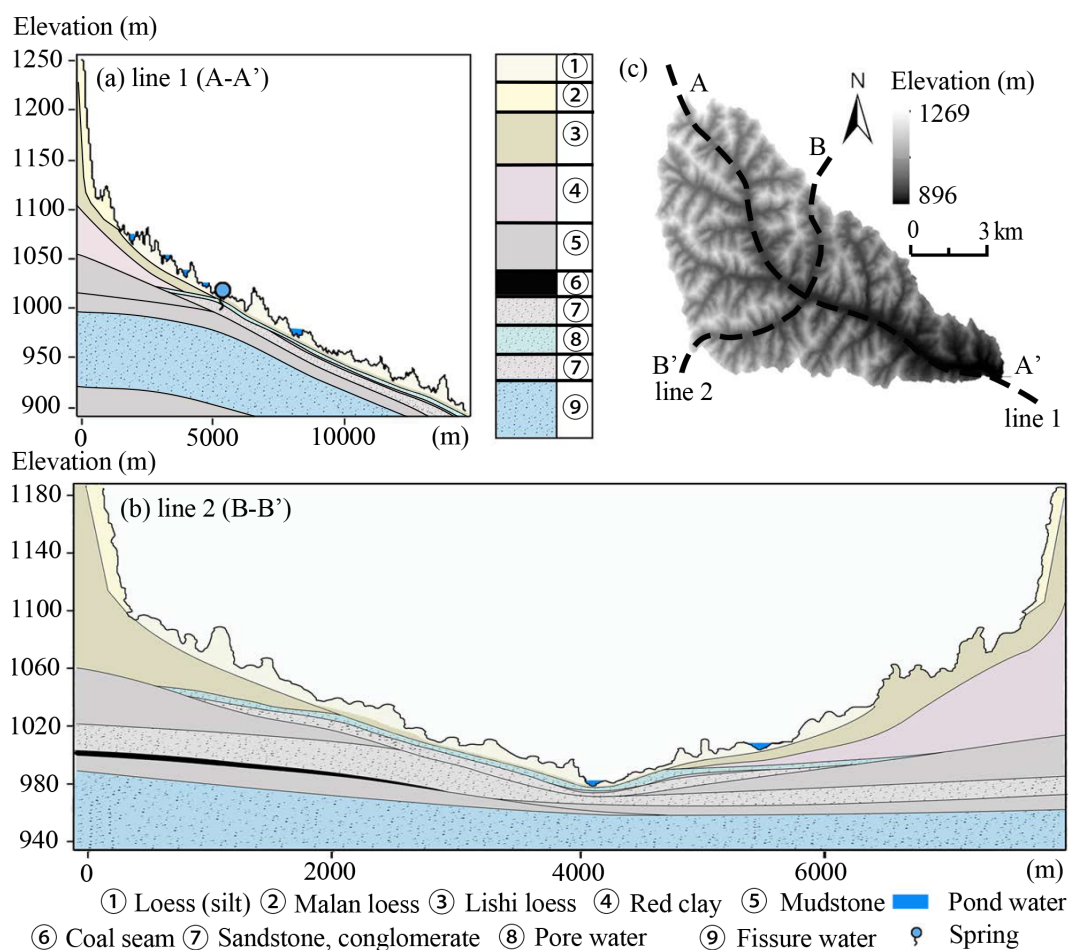 Elevation (m)
1250
1200
1150
1100
1050
1000
950
900
(a) line 1 (A-A’)
0
5000
10000
(m)
①
②
③
④
⑤
⑥
⑦
⑧
⑦
⑨
(c)
A
B
N
Elevation (m)
1269
896
0
3 km
B’
line 2
A’
line 1
Elevation (m)
1180
1140
1100
1060
1020
980
940
(b) line 2 (B-B’)
0
2000
4000
6000
(m)
① Loess (silt) ② Malan loess ③ Lishi loess ④ Red clay ⑤ Mudstone Pond water
⑥ Coal seam ⑦ Sandstone, conglomerate ⑧ Pore water ⑨ Fissure water Spring